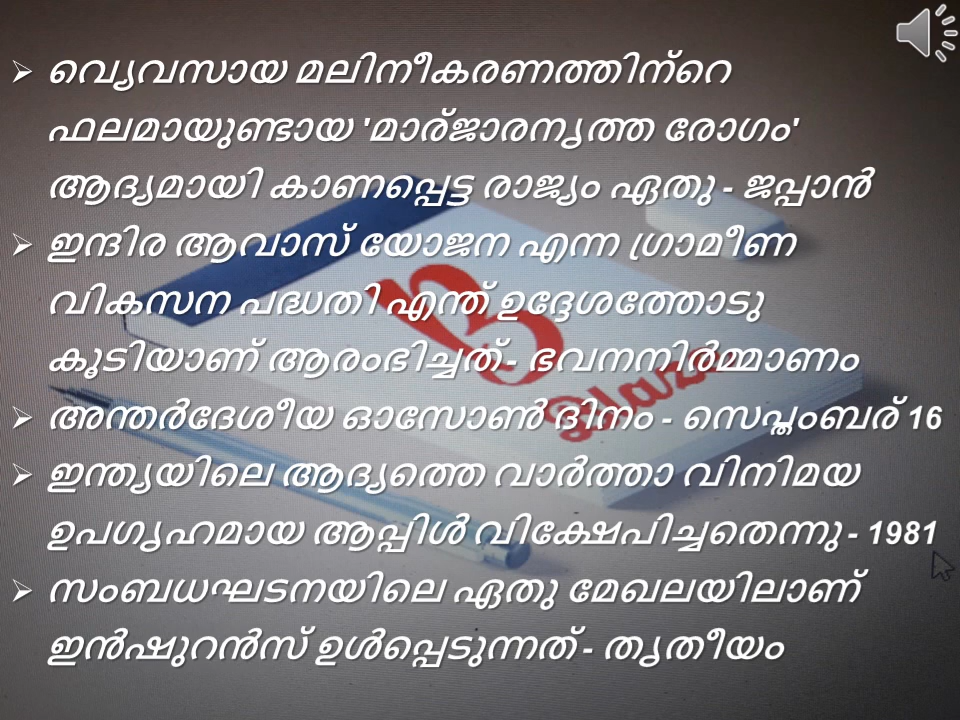 ➢ വ്യെവസായ മലിനീകരണത്തിന്റെ
ഫലമായുണ്ടായ 'മാര്ജാരനൃത്ത രോഗം'
ആദ്യമായി കാണപ്പെട്ട രാജ്യം ഏതു - ജപ്പാൻ
➢ ഇന്ദിര ആവാസ് യോജന എന്ന ഗ്രാമീണ
വികസന പദ്ധതി എന്ത് ഉദ്ദേശത്തോടു
കൂടിയാണ് ആരംഭിച്ചത് - ഭവനനിർമ്മാണം
➢ അന്തർദേശീയ ഓസോൺ ദിനം - സെപ്തംബര് 16
➢ ഇന്ത്യയിലെ ആദ്യത്തെ വാർത്താ വിനിമയ
ഉപഗൃഹമായ ആപ്പിൾ വിക്ഷേപിച്ചതെന്നു - 1981
➢ സംബധഘടനയിലെ ഏതു മേഖലയിലാണ്
ഇൻഷുറൻസ് ഉൾപ്പെടുന്നത് - തൃതീയം